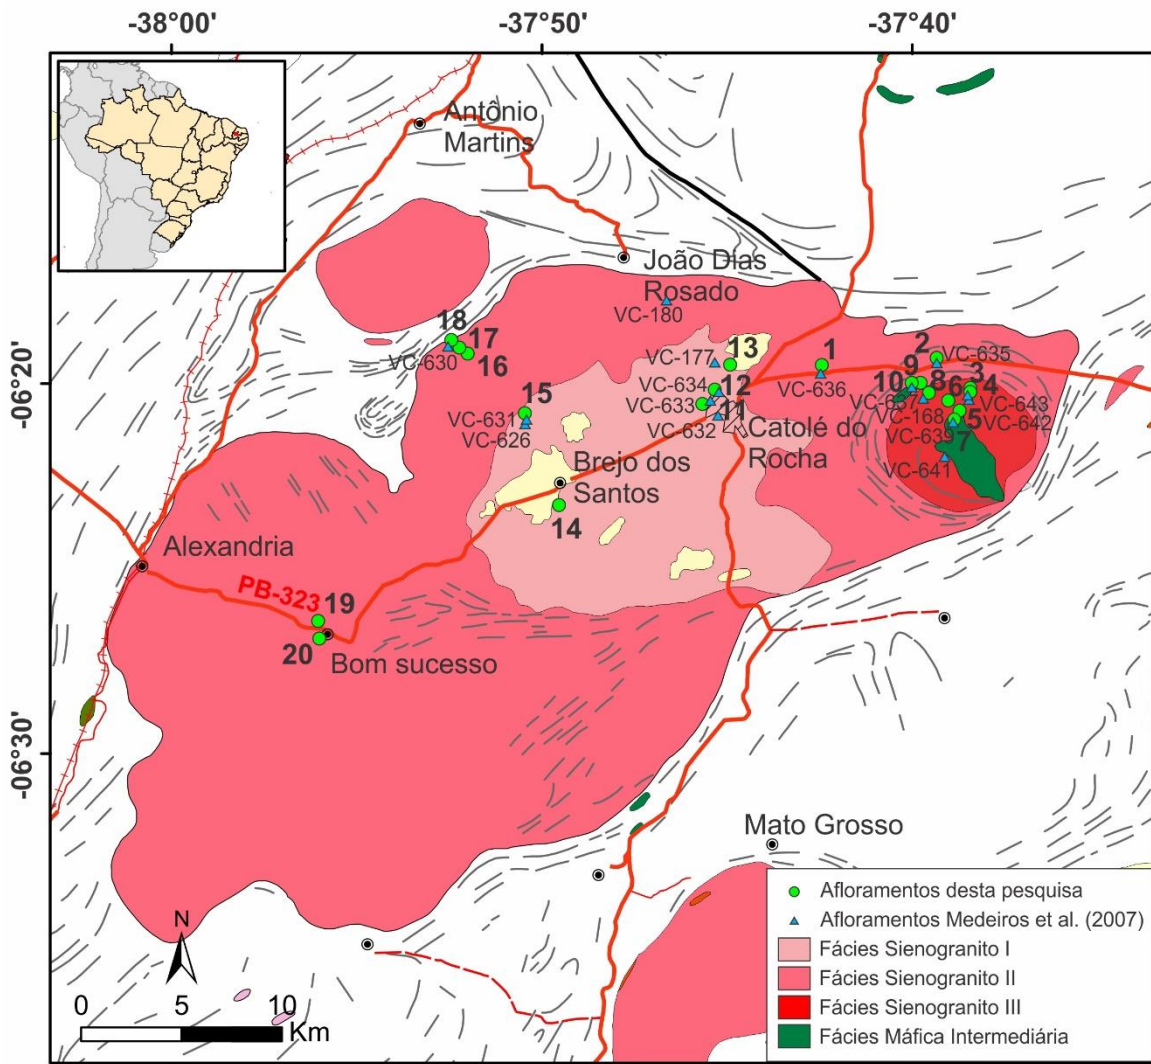 -38°00'
-37°50'
-37°40'
Antônio
Martins
João Dias
Rosado
VC-180
18
17
VC-630
16
-06°20'
VC-177
13
1
2
VC-635
15
VC-634
12
VC-636
9
3
10
8
6
4
VC-631
VC-633
11
VC-168
VC-643
VC-626
VC-632
Catolé do
Rocha
5
VC-642
VC-639
7
VC-641
Brejo dos
Santos
14
Alexandria
PB-323
19
20
Bom sucesso
-06°30'
Mato Grosso
N
0 5 10
Km
Afloramentos desta pesquisa
Afloramentos Medeiros et al. (2007)
Fácies Sienogranito I
Fácies Sienogranito II
Fácies Sienogranito III
Fácies Máfica Intermediária